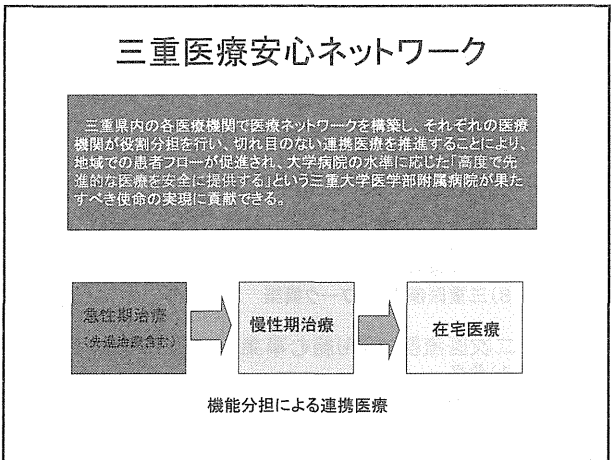 三重医療安心ネットワーク
三重県内の各医療機関で医療ネットワークを構築し、それぞれの医療
機関が役割分担を行い、切れ目のない連携医療を推進することにより、
地域での患者フローが促進され、大学病院の水準に応じた「高度で先
進的な医療を安全に提供する」という三重大学医学部附属病院が果た
すべき使命の実現に貢献できる。
急性期治療
(先進治療含む)
慢性期治療
在宅医療
機能分担による連携医療